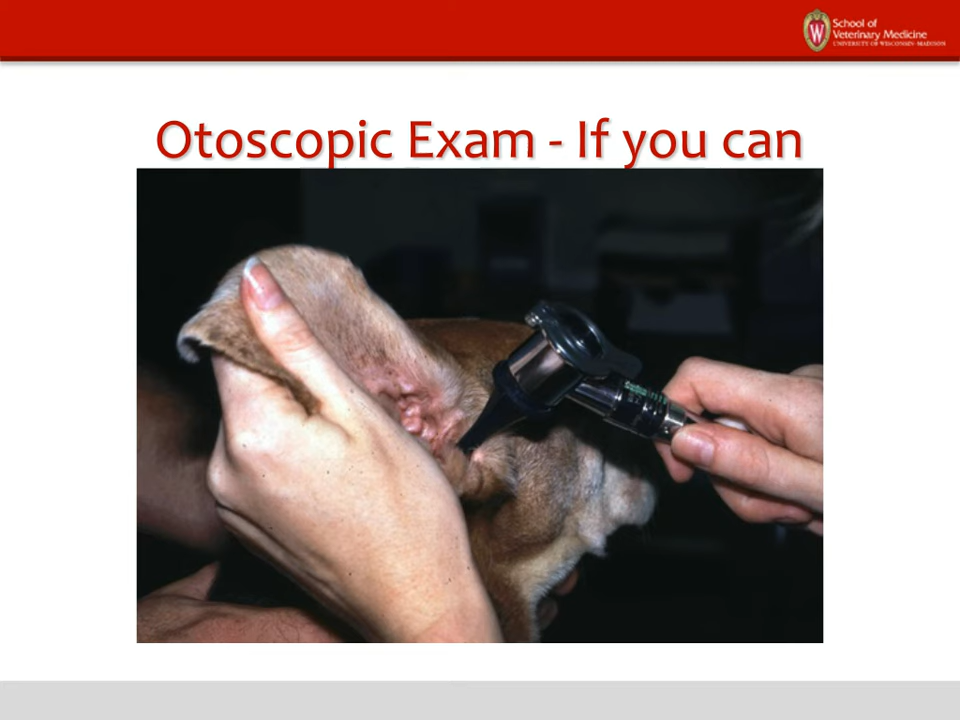 School of
Veterinary Medicine
UNIVERSITY OF WISCONSIN-MADISON
Otoscopic Exam - If you can